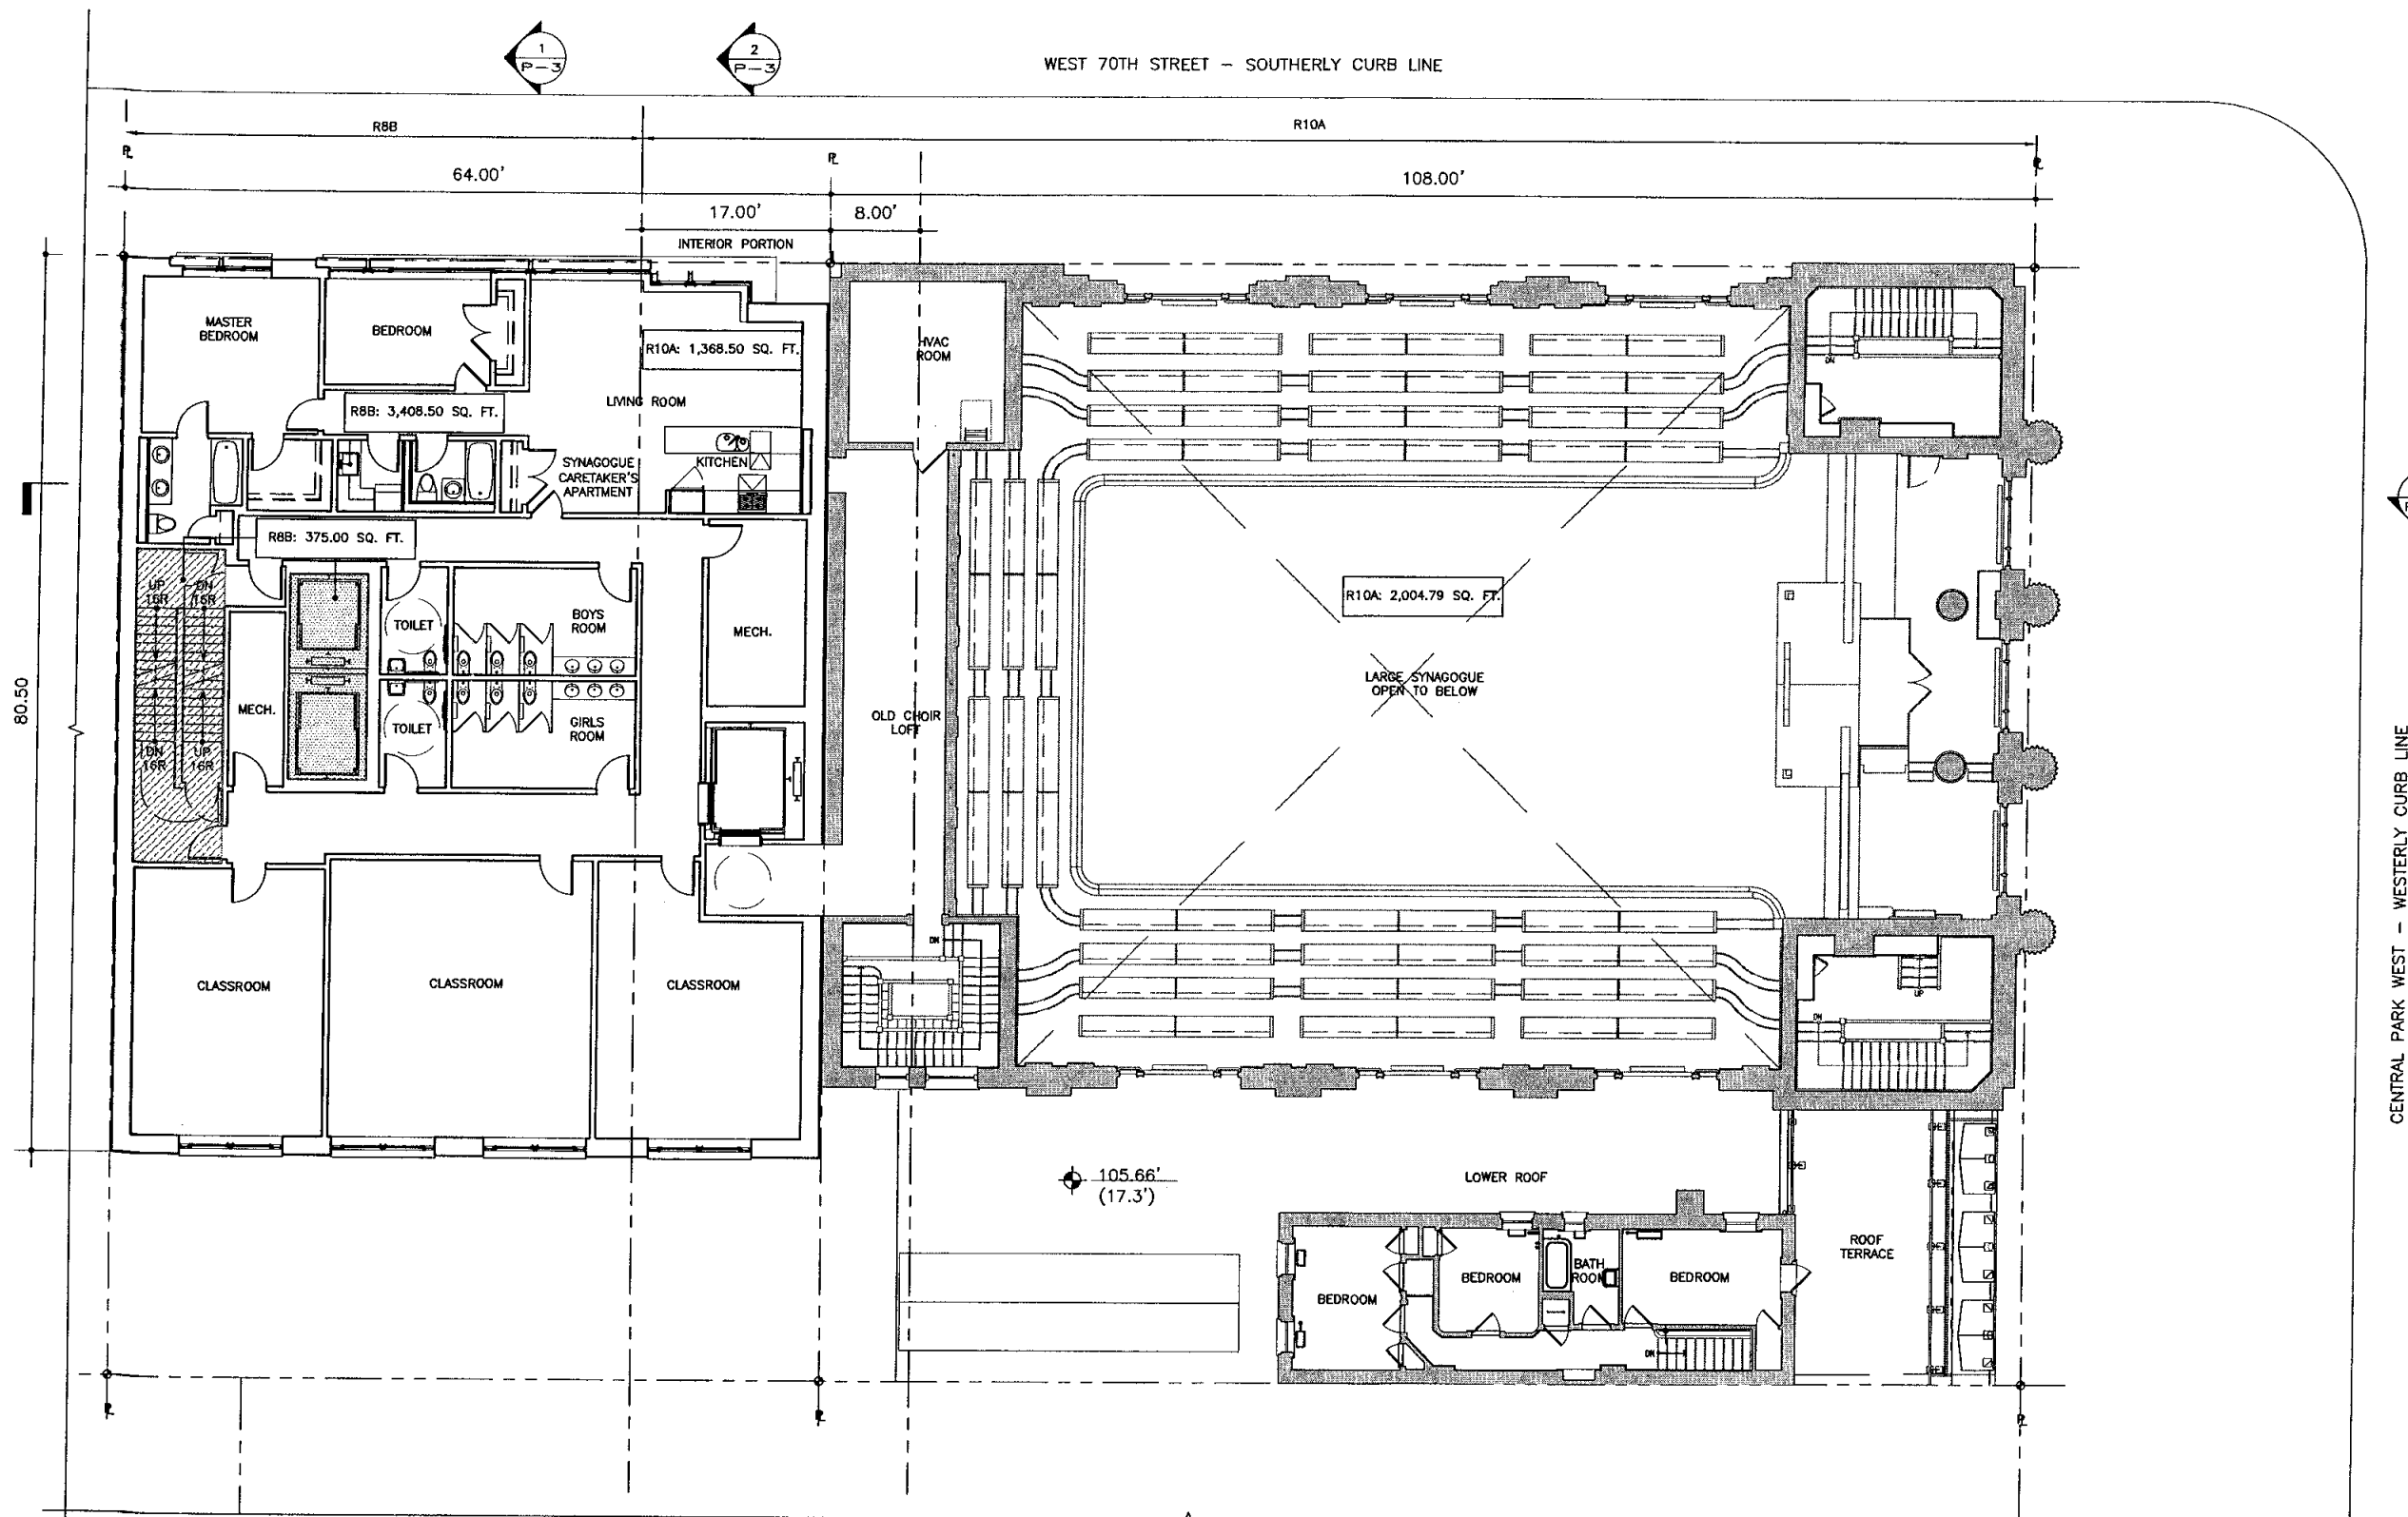 1
P-3
2
P-3
WEST 70TH STREET - SOUTHERLY CURB LINE
R8B
R10A
64.00'
108.00'
17.00'
8.00'
INTERIOR PORTION
MASTER
BEDROOM
BEDROOM
R10A: 1,368.50 SQ. FT.
HVAC
ROOM
DN
R8B: 3,408.50 SQ. FT.
LIVING ROOM
KITCHEN
SYNAGOGUE
CARETAKER'S
APARTMENT
R8B: 375.00 SQ. FT.
UP
16R
DN
16R
TOILET
BOYS
ROOM
MECH.
R10A: 2,004.79 SQ. FT.
LARGE SYNAGOGUE
OPEN TO BELOW
80.50
MECH.
TOILET
GIRLS
ROOM
OLD CHOIR
LOFT
DN
16R
UP
16R
CENTRAL PARK WEST - WESTERLY CURB LINE
DN
CLASSROOM
CLASSROOM
CLASSROOM
UP
DN
105.66'
(17.3')
LOWER ROOF
ROOF
TERRACE
BEDROOM
BEDROOM
BATH
ROOM
BEDROOM
DN